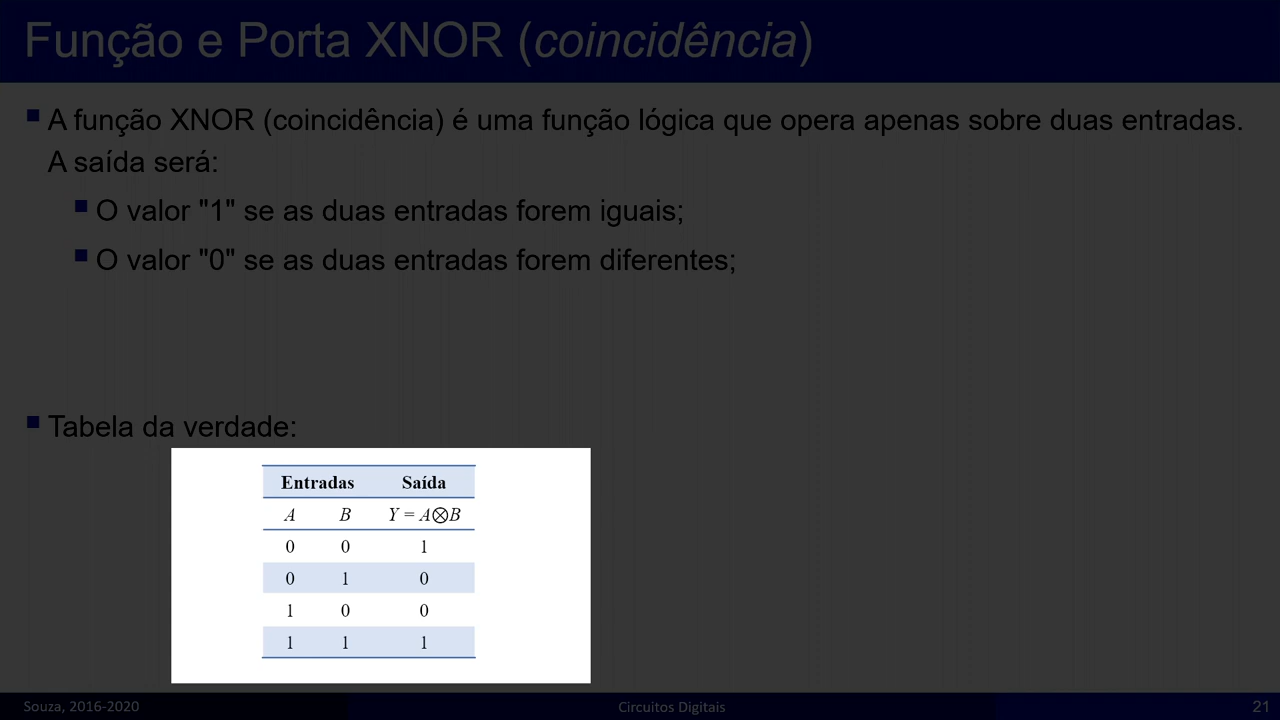 Função e Porta XNOR (coincidência)
A função XNOR (coincidência) é uma função lógica que opera apenas sobre duas entradas.
A saída será:
O valor "1" se as duas entradas forem iguais;
O valor "0" se as duas entradas forem diferentes;
Tabela da verdade:
Entradas Saída
A B Y = A⊗B
0 0 1
0 1 0
1 0 0
1 1 1
Souza, 2016-2020 Circuitos Digitais 21